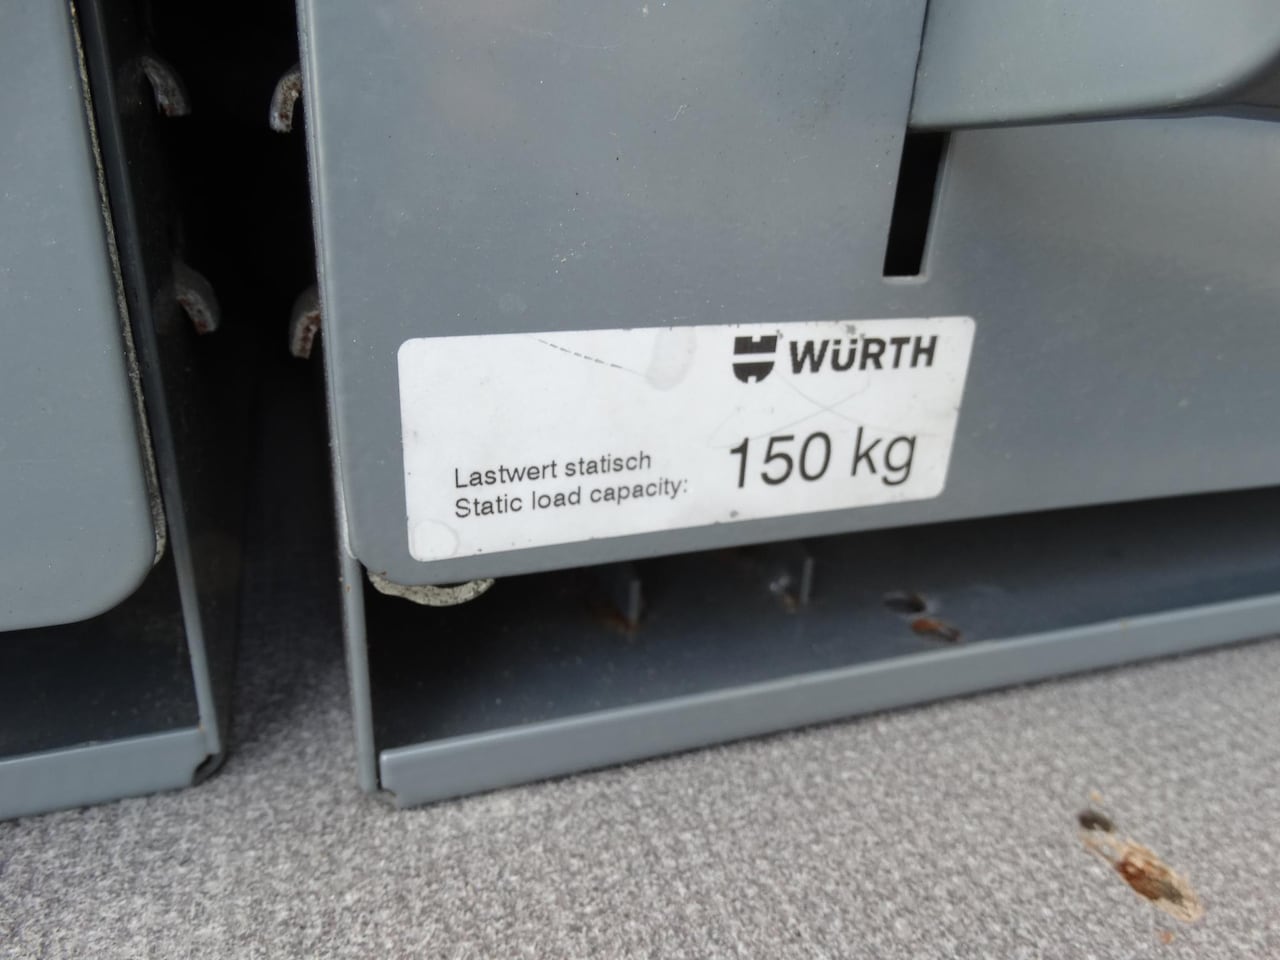 WÜRTH
Lastwert statisch
Static load capacity:
150 kg